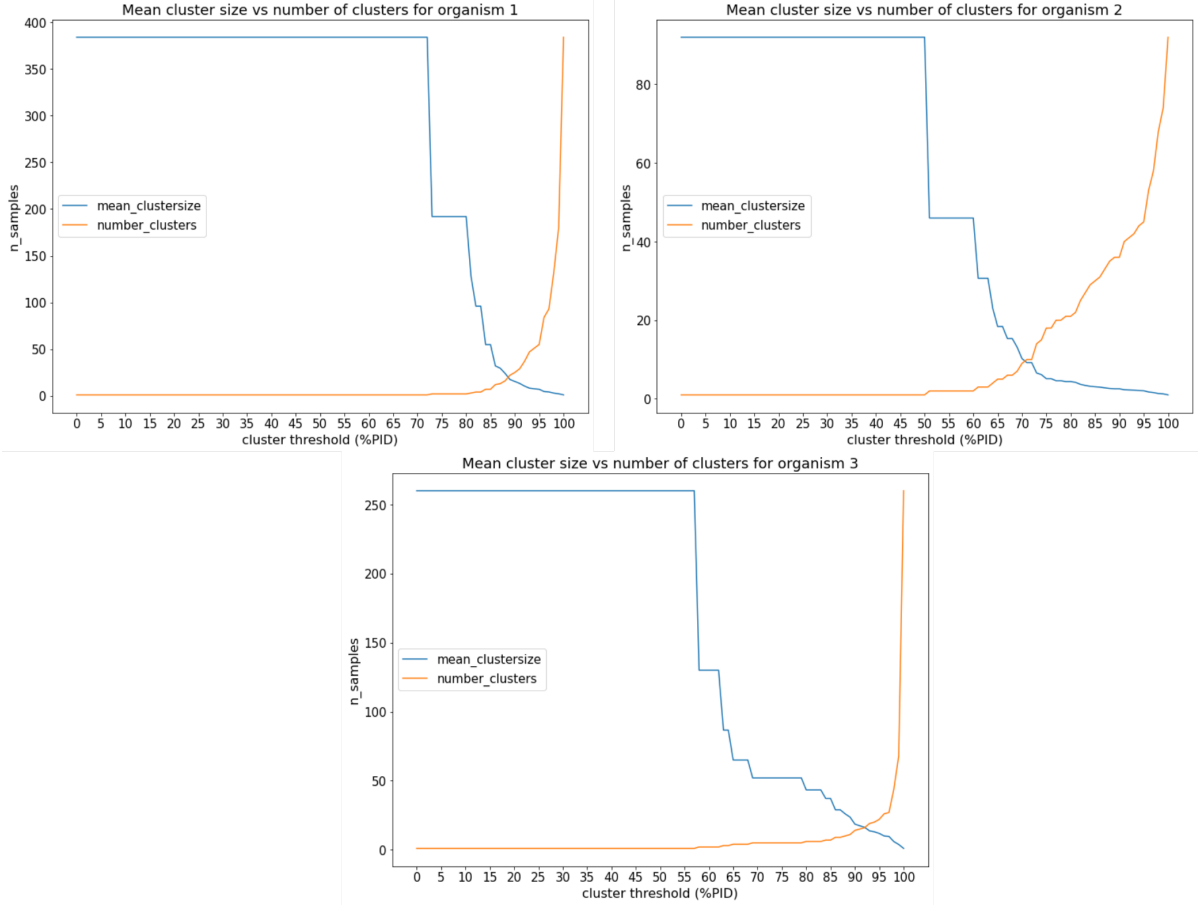 Mean cluster size vs number of clusters for organism 1
400
350
300
250
200
150
100
50
0
n_samples
mean_clustersize
number_clusters
0 5 10 15 20 25 30 35 40 45 50 55 60 65 70 75 80 85 90 95 100
cluster threshold (%PID)
Mean cluster size vs number of clusters for organism 2
80
60
40
20
0
n_samples
mean_clustersize
number_clusters
0 5 10 15 20 25 30 35 40 45 50 55 60 65 70 75 80 85 90 95 100
cluster threshold (%PID)
Mean cluster size vs number of clusters for organism 3
250
200
150
100
50
0
n_samples
mean_clustersize
number_clusters
0 5 10 15 20 25 30 35 40 45 50 55 60 65 70 75 80 85 90 95 100
cluster threshold (%PID)